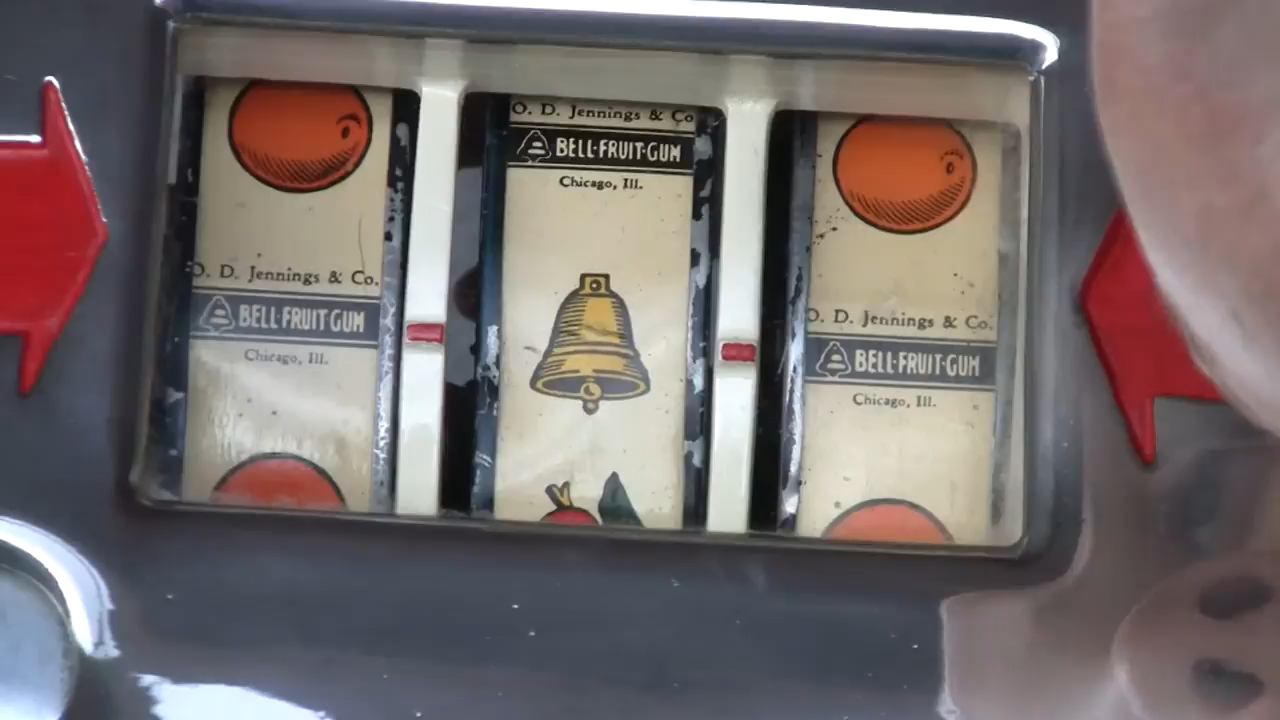 O. D. Jennings & Co.
BELL·FRUIT·GUM
Chicago, Ill.
O. D. Jennings & Co
BELL·FRUIT·GUM
Chicago, Ill.
O. D. Jennings & Co.
BELL·FRUIT·GUM
Chicago, Ill.